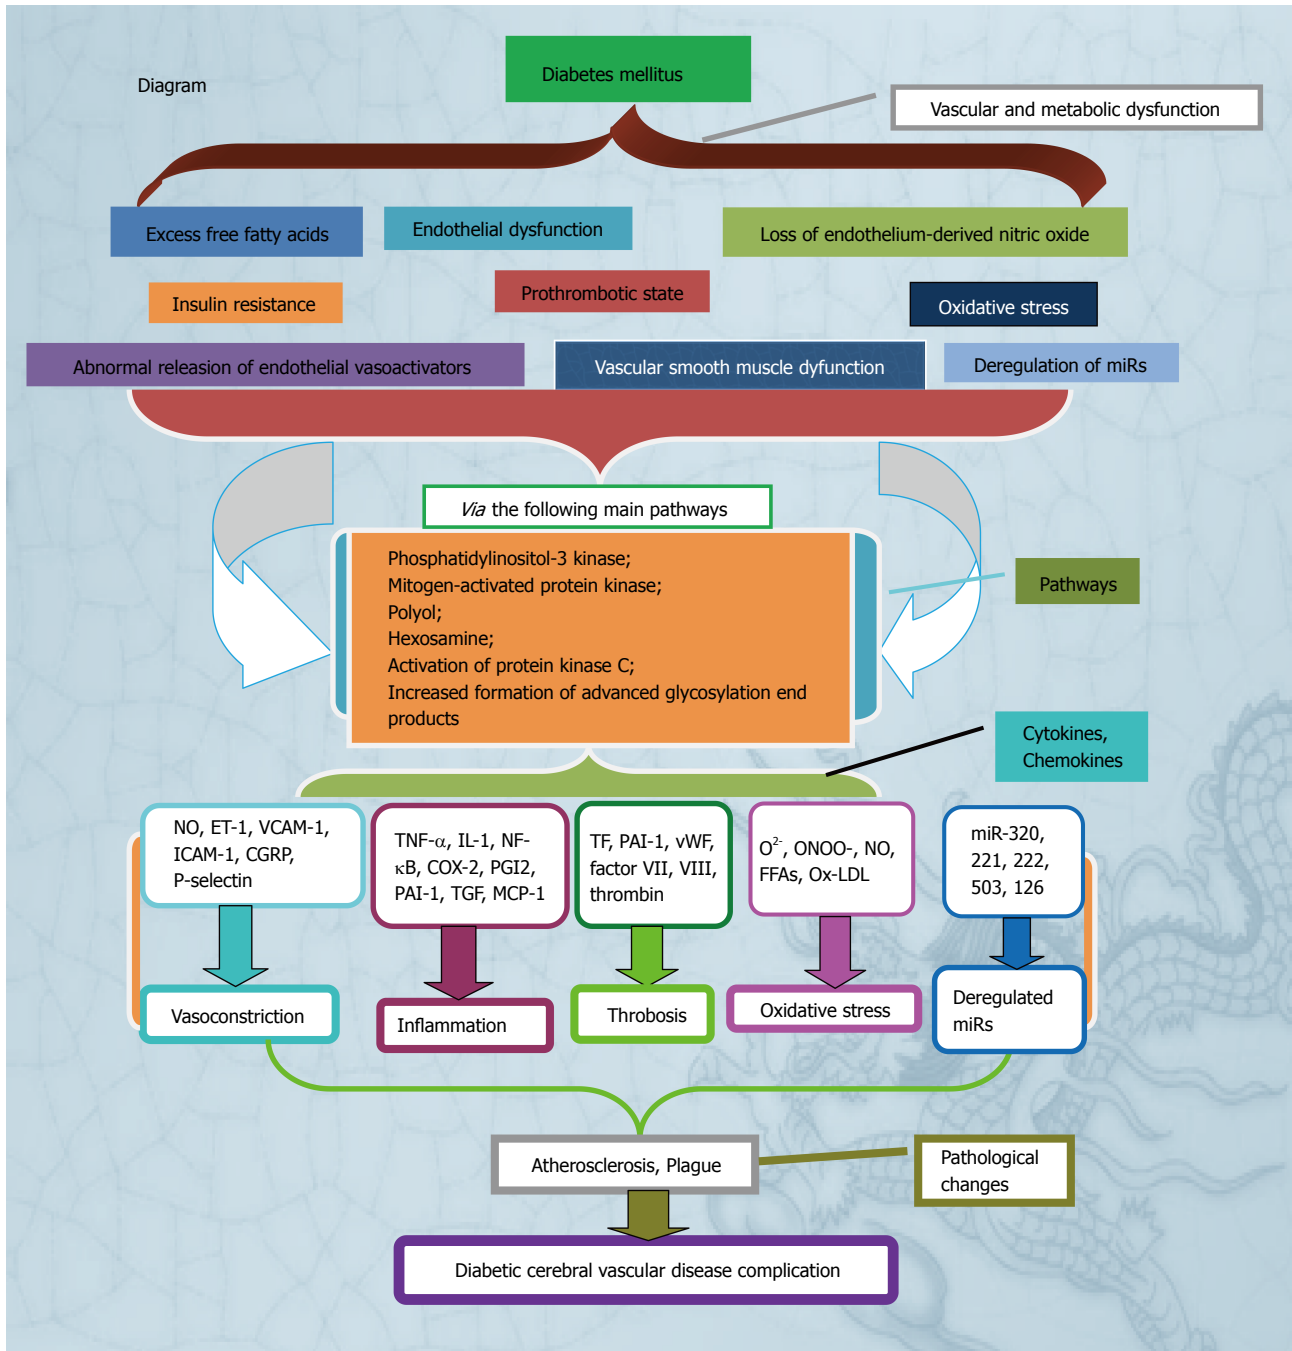 Diabetes mellitus
Diagram
Vascular and metabolic dysfunction
Excess free fatty acids
Endothelial dysfunction
Loss of endothelium-derived nitric oxide
Insulin resistance
Prothrombotic state
Oxidative stress
Abnormal releasion of endothelial vasoactivators
Vascular smooth muscle dyfunction
Deregulation of miRs
Via the following main pathways
Phosphatidylinositol-3 kinase;
Mitogen-activated protein kinase;
Polyol;
Hexosamine;
Activation of protein kinase C;
Increased formation of advanced glycosylation end
products
Pathways
Cytokines,
Chemokines
NO, ET-1, VCAM-1,
ICAM-1, CGRP,
P-selectin
TNF-α, IL-1, NF-
κB, COX-2, PGI2,
PAI-1, TGF, MCP-1
TF, PAI-1, vWF,
factor VII, VIII,
thrombin
O²⁻, ONOO-, NO,
FFAs, Ox-LDL
miR-320,
221, 222,
503, 126
Vasoconstriction
Inflammation
Throbosis
Oxidative stress
Deregulated
miRs
Atherosclerosis, Plague
Pathological
changes
Diabetic cerebral vascular disease complication